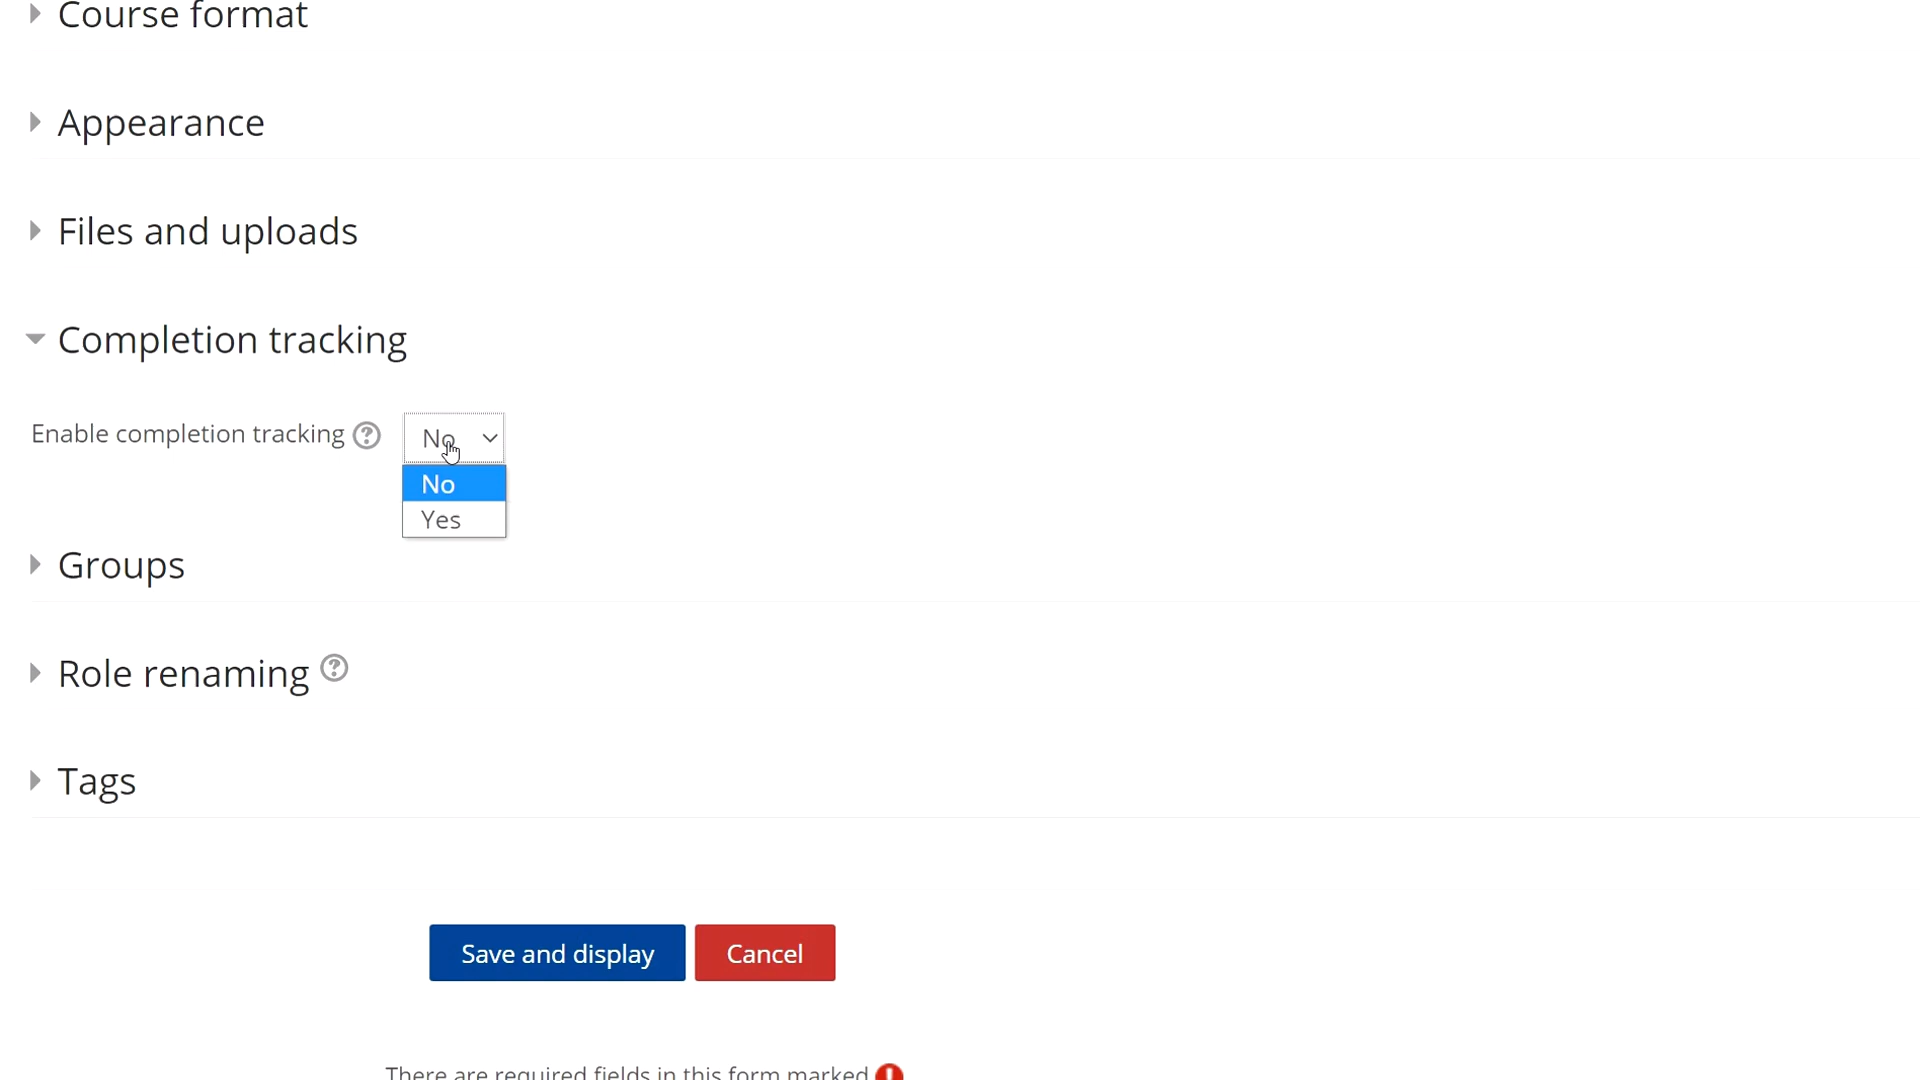 Course format
Appearance
Files and uploads
Completion tracking
Enable completion tracking ? No
No
Yes
Groups
Role renaming ?
Tags
Save and display Cancel
There are required fields in this form marked